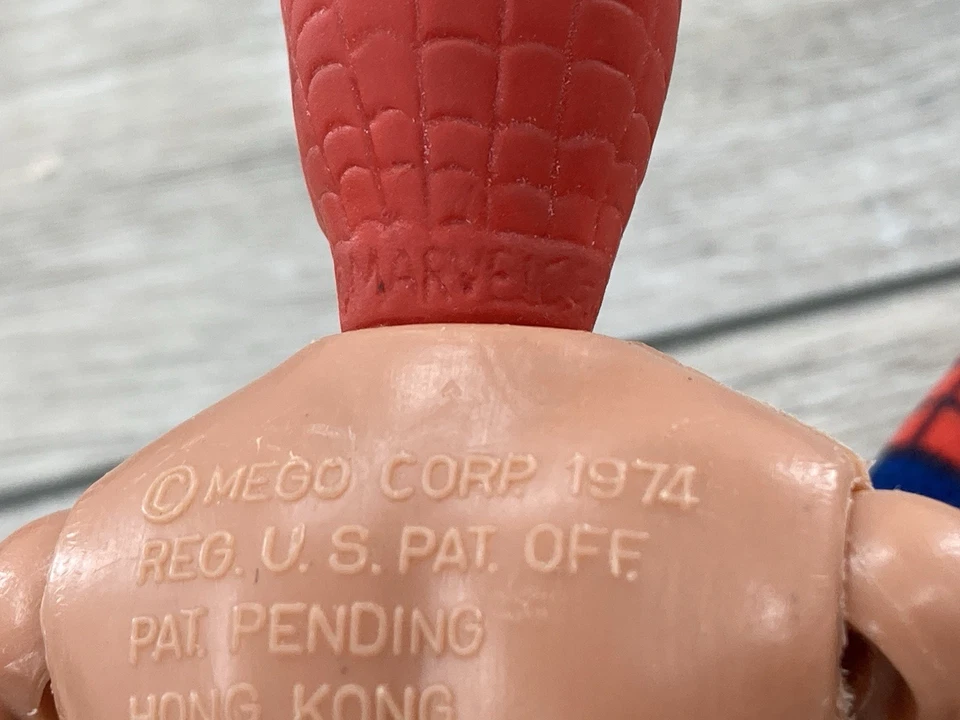 MARVEL
© MEGO CORP. 1974
REG. U. S. PAT. OFF.
PAT. PENDING
HONG KONG